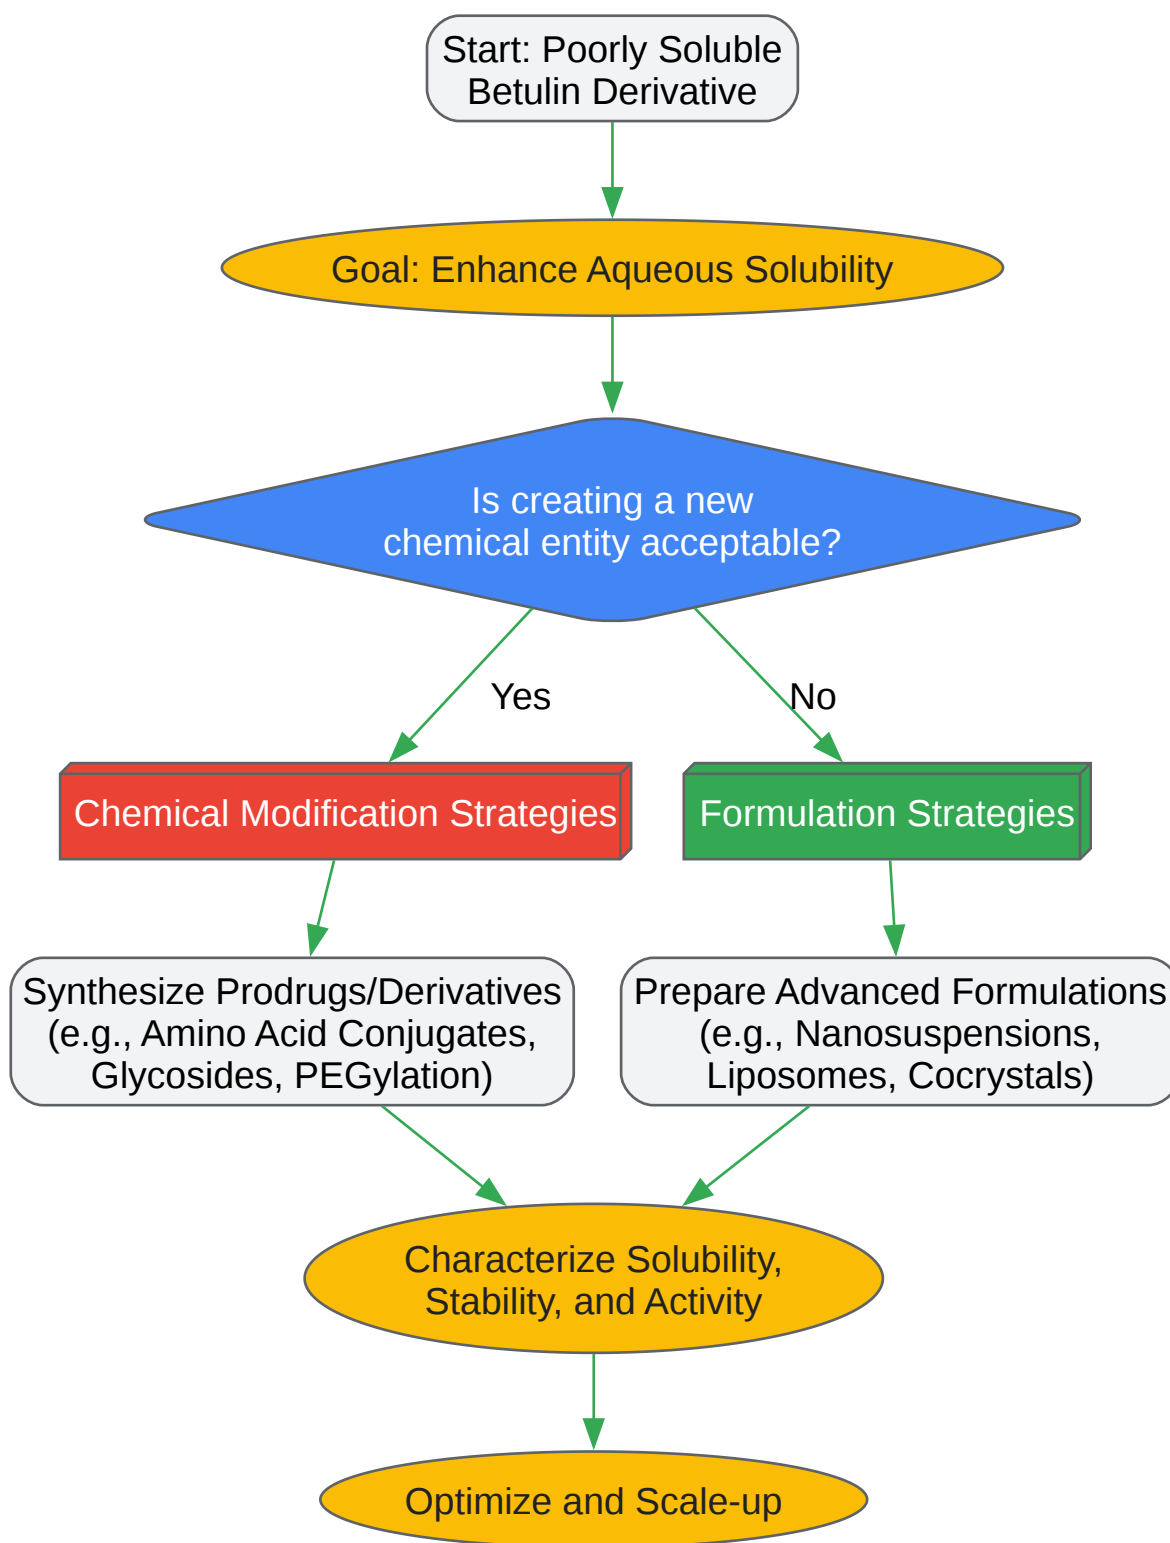 Start: Poorly Soluble
Betulin Derivative
Goal: Enhance Aqueous Solubility
Is creating a new
chemical entity acceptable?
Yes
No
Chemical Modification Strategies
Formulation Strategies
Synthesize Prodrugs/Derivatives
(e.g., Amino Acid Conjugates,
Glycosides, PEGylation)
Prepare Advanced Formulations
(e.g., Nanosuspensions,
Liposomes, Cocrystals)
Characterize Solubility,
Stability, and Activity
Optimize and Scale-up